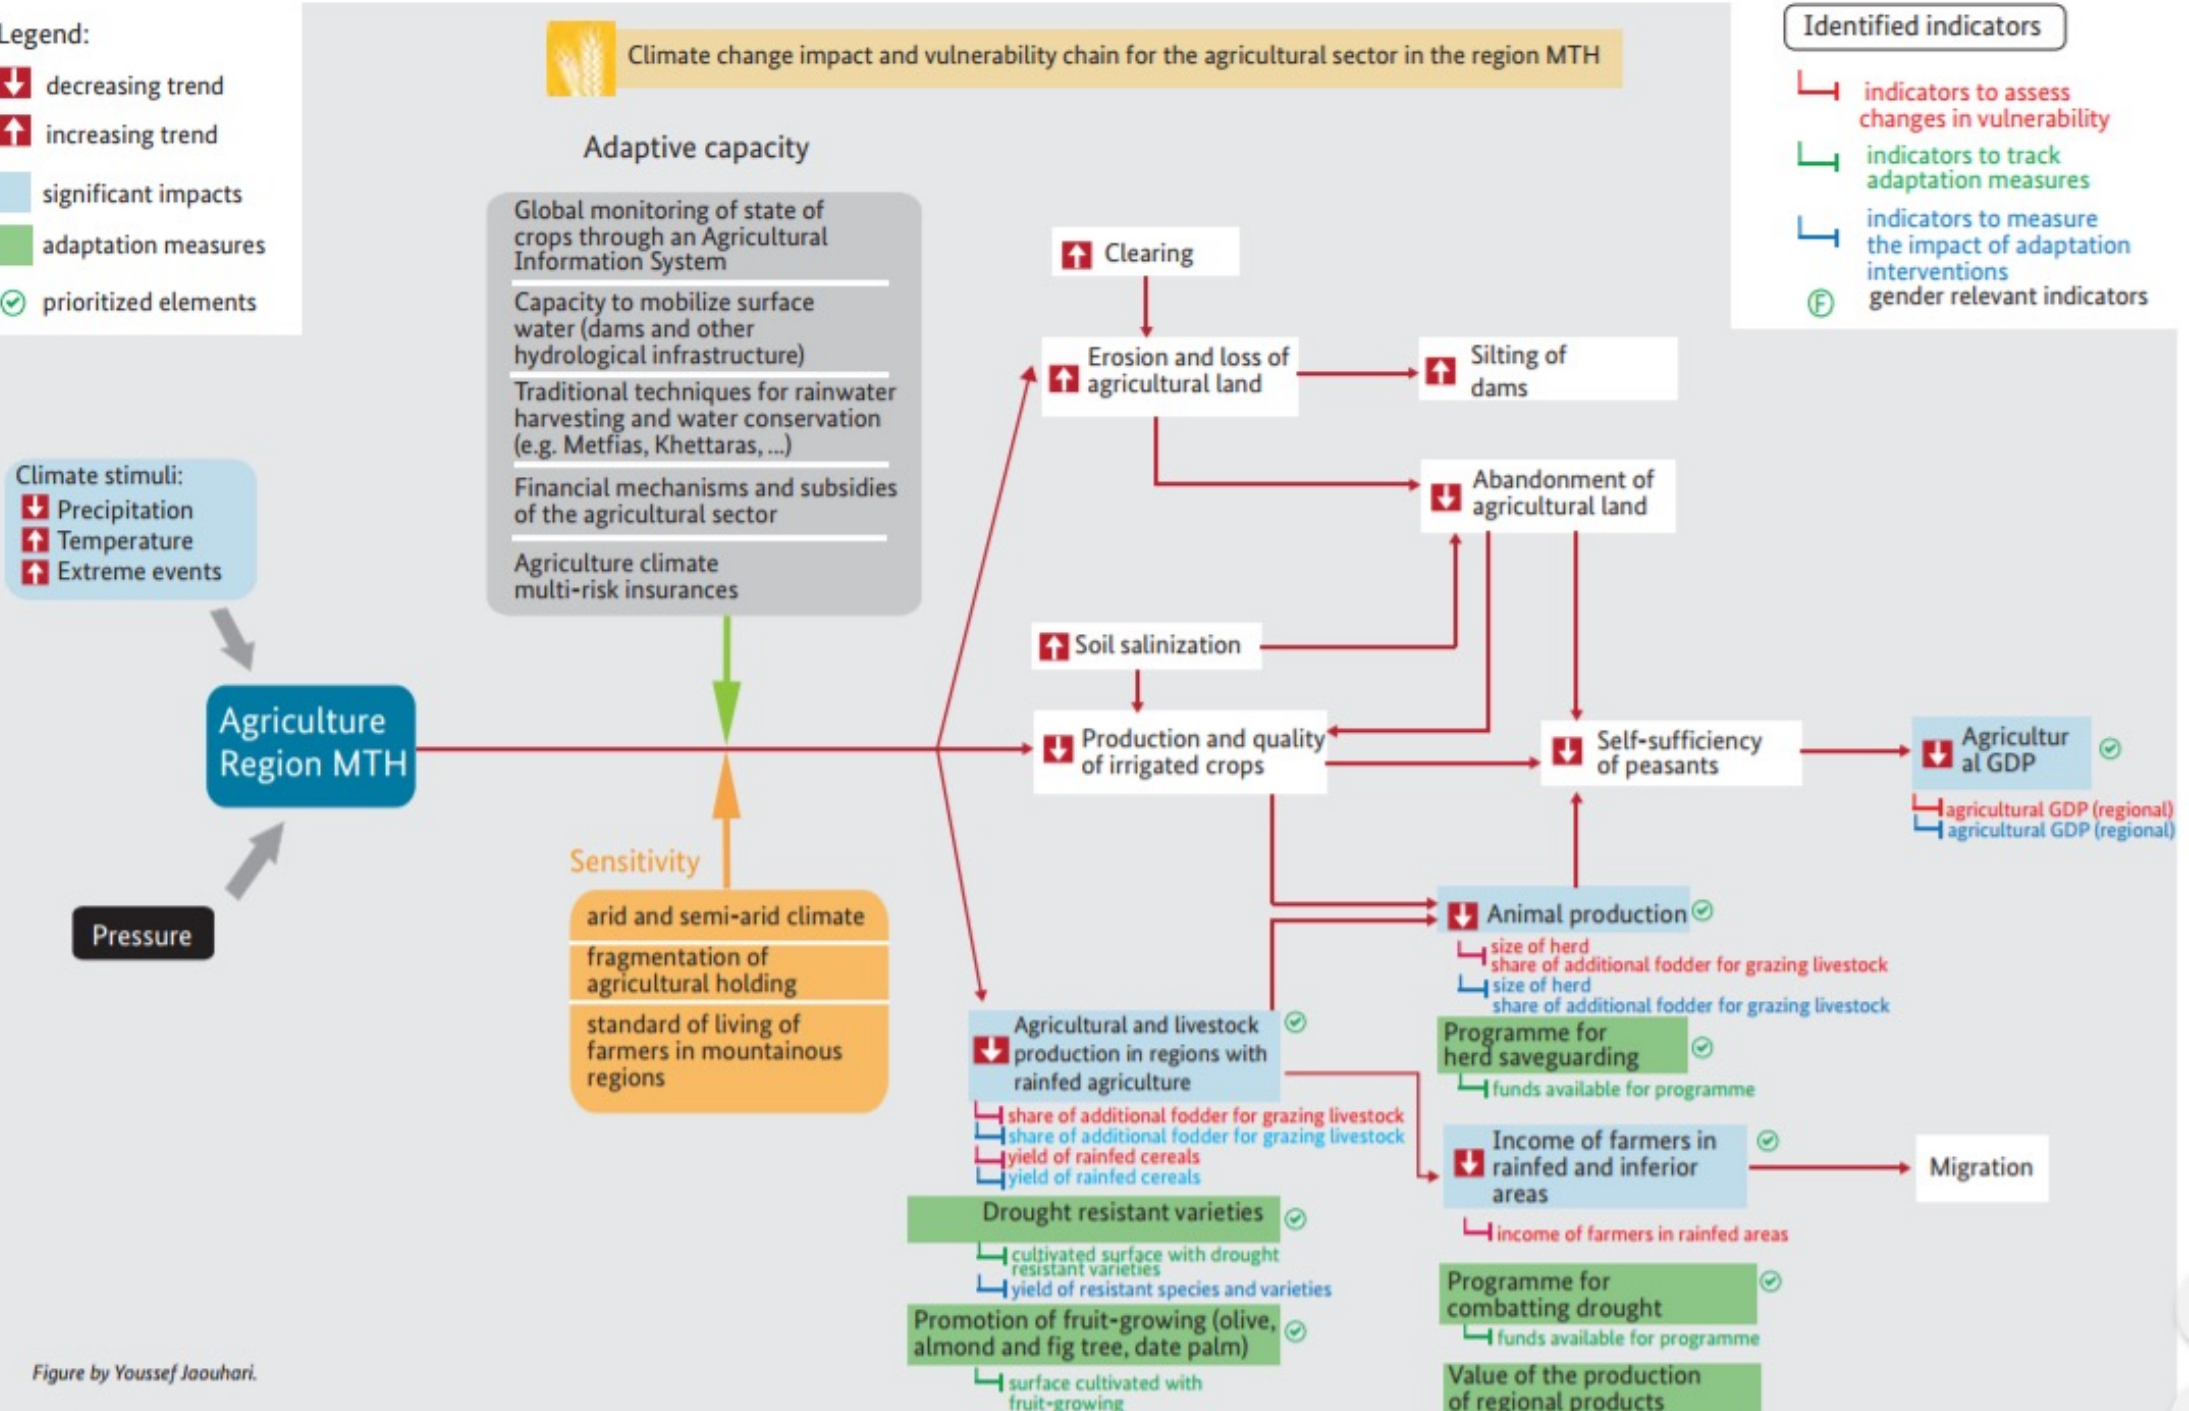 Legend:
decreasing trend
increasing trend
significant impacts
adaptation measures
prioritized elements
Climate change impact and vulnerability chain for the agricultural sector in the region MTH
Identified indicators
indicators to assess
changes in vulnerability
indicators to track
adaptation measures
indicators to measure
the impact of adaptation
interventions
F gender relevant indicators
Adaptive capacity
Global monitoring of state of
crops through an Agricultural
Information System
Capacity to mobilize surface
water (dams and other
hydrological infrastructure)
Traditional techniques for rainwater
harvesting and water conservation
(e.g. Metfias, Khettaras, ...)
Financial mechanisms and subsidies
of the agricultural sector
Agriculture climate
multi-risk insurances
Climate stimuli:
Precipitation
Temperature
Extreme events
Agriculture
Region MTH
Pressure
Sensitivity
arid and semi-arid climate
fragmentation of
agricultural holding
standard of living of
farmers in mountainous
regions
Clearing
Erosion and loss of
agricultural land
Silting of
dams
Abandonment of
agricultural land
Soil salinization
Production and quality
of irrigated crops
Self-sufficiency
of peasants
Agricultur
al GDP
agricultural GDP (regional)
agricultural GDP (regional)
Animal production
size of herd
share of additional fodder for grazing livestock
size of herd
share of additional fodder for grazing livestock
Programme for
herd saveguarding
funds available for programme
Agricultural and livestock
production in regions with
rainfed agriculture
share of additional fodder for grazing livestock
share of additional fodder for grazing livestock
yield of rainfed cereals
yield of rainfed cereals
Drought resistant varieties
cultivated surface with drought
resistant varieties
yield of resistant species and varieties
Promotion of fruit-growing (olive,
almond and fig tree, date palm)
surface cultivated with
fruit-growing
Income of farmers in
rainfed and inferior
areas
income of farmers in rainfed areas
Migration
Programme for
combatting drought
funds available for programme
Value of the production
of regional products
Figure by Youssef Jaouhari.